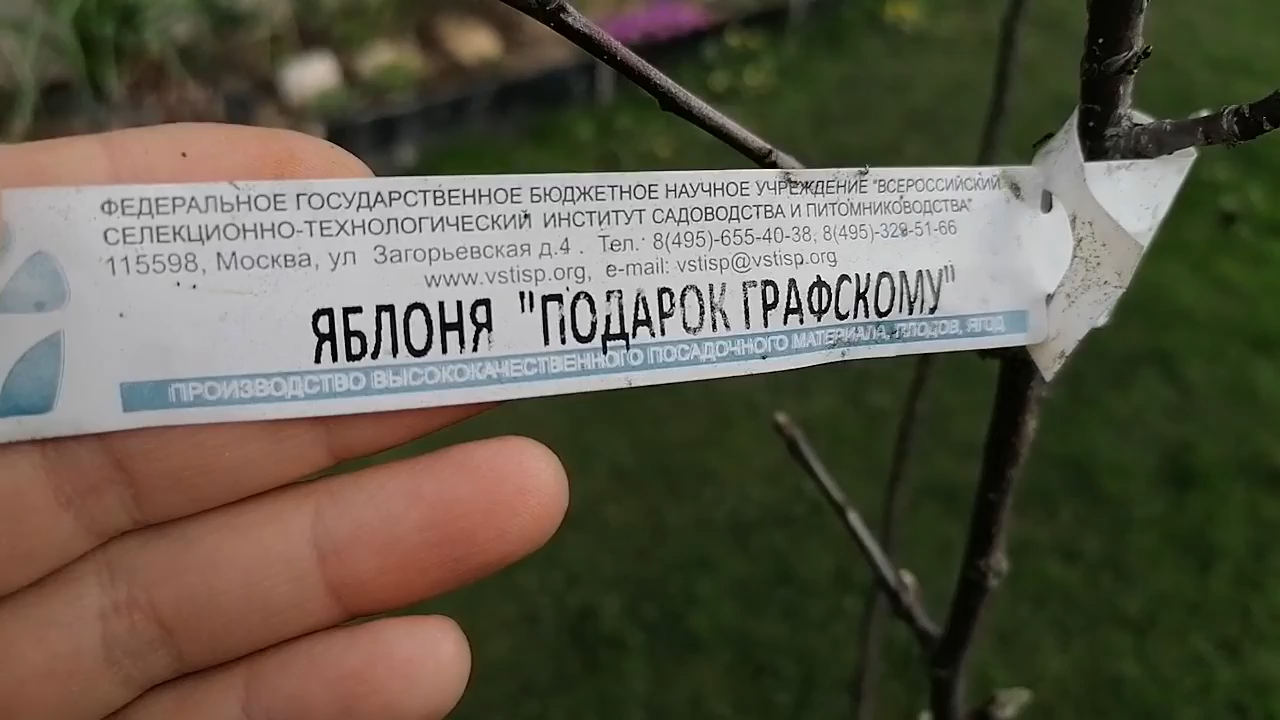 ФЕДЕРАЛЬНОЕ ГОСУДАРСТВЕННОЕ БЮДЖЕТНОЕ НАУЧНОЕ УЧРЕЖДЕНИЕ "ВСЕРОССИЙСКИЙ
СЕЛЕКЦИОННО-ТЕХНОЛОГИЧЕСКИЙ ИНСТИТУТ САДОВОДСТВА И ПИТОМНИКОВОДСТВА"
115598, Москва, ул Загорьевская д.4 . Тел.: 8(495)-655-40-38, 8(495)-329-51-66
www.vstisp.org, e-mail: vstisp@vstisp.org
ЯБЛОНЯ "ПОДАРОК ГРАФСКОМУ"
ПРОИЗВОДСТВО ВЫСОКОКАЧЕСТВЕННОГО ПОСАДОЧНОГО МАТЕРИАЛА, ПЛОДОВ, ЯГОД